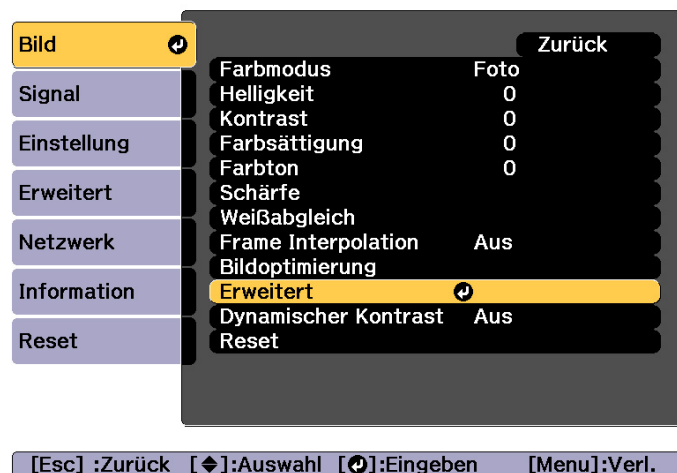 Bild
Signal
Einstellung
Erweitert
Netzwerk
Information
Reset
Zurück
Farbmodus Foto
Helligkeit 0
Kontrast 0
Farbsättigung 0
Farbton 0
Schärfe
Weißabgleich
Frame Interpolation Aus
Bildoptimierung
Erweitert
Dynamischer Kontrast Aus
Reset
[Esc] :Zurück [◆]:Auswahl [↵]:Eingeben [Menu]:Verl.